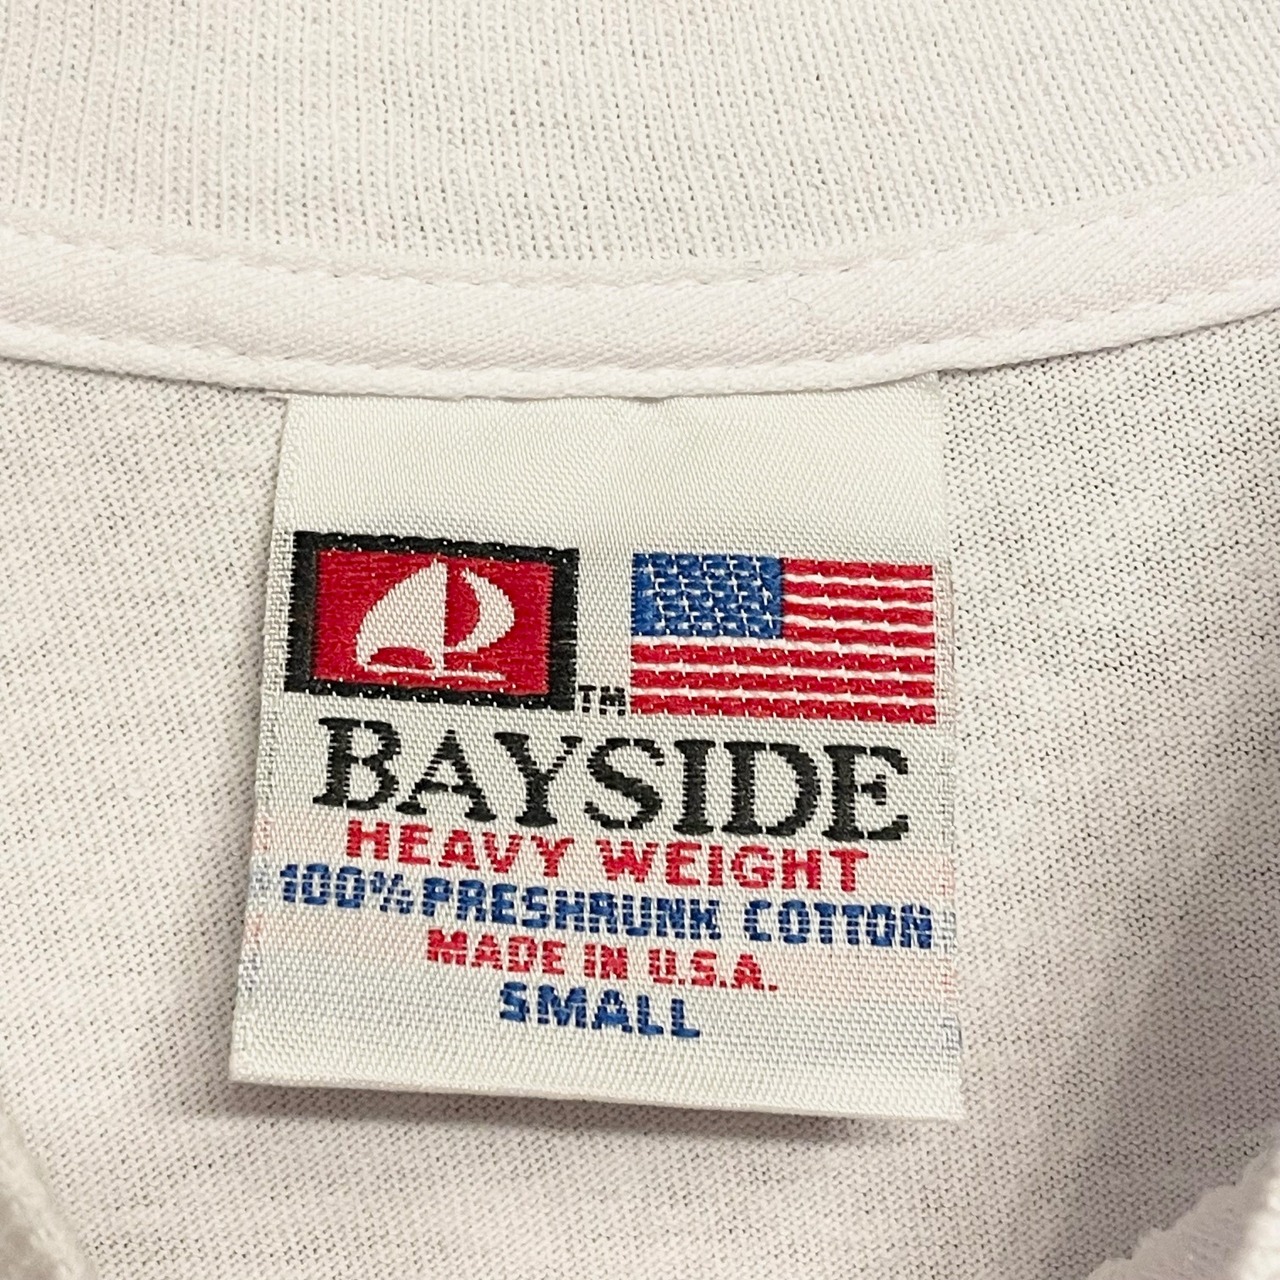 TM
BAYSIDE
HEAVY WEIGHT
100% PRESHRUNK COTTON
MADE IN U.S.A.
SMALL